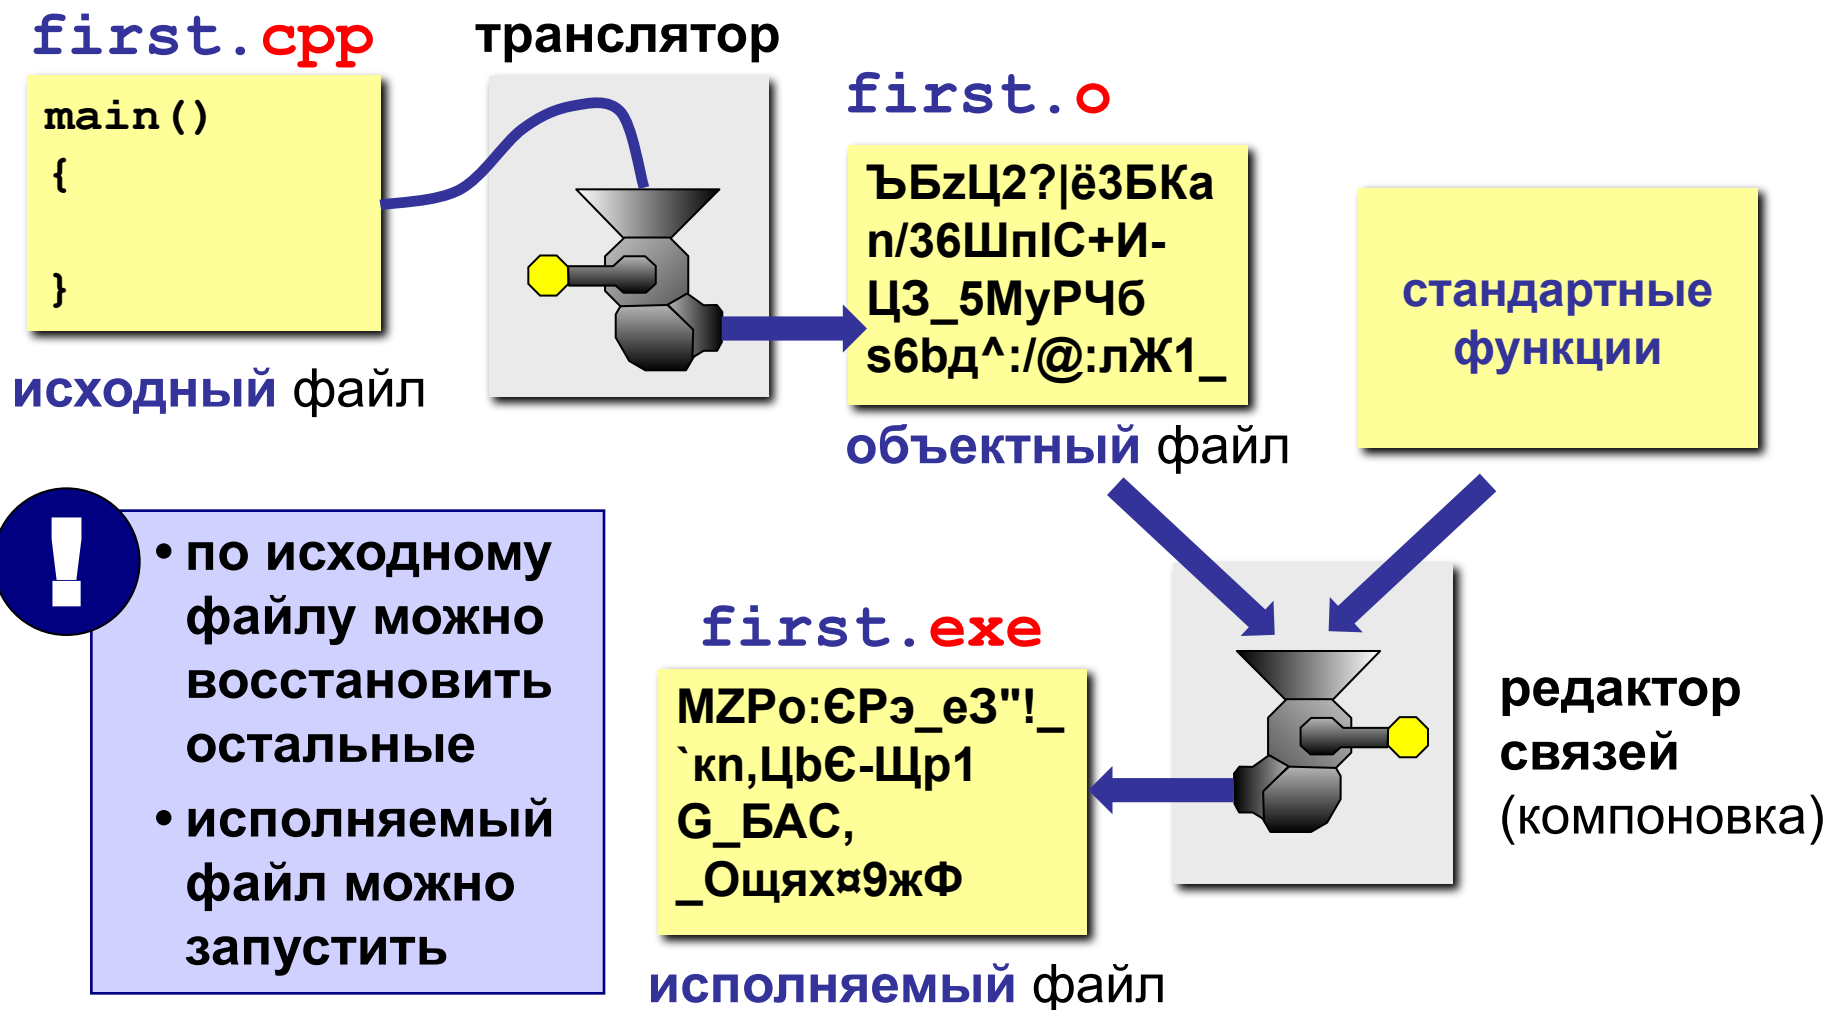 first.cpp
main()
{
}
исходный файл
транслятор
first.o
ЪБzЦ2?|ё3БКа
n/36ШпIC+И-
ЦЗ_5МyРЧб
s6bд^:/@:лЖ1_
объектный файл
стандартные
функции
редактор
связей
(компоновка)
first.exe
MZPo:ЄРэ_еЗ"!_
`кn,ЦbЄ-Щр1
G_БАС,
_Ощях¤9жФ
исполняемый файл
!
• по исходному
файлу можно
восстановить
остальные
• исполняемый
файл можно
запустить